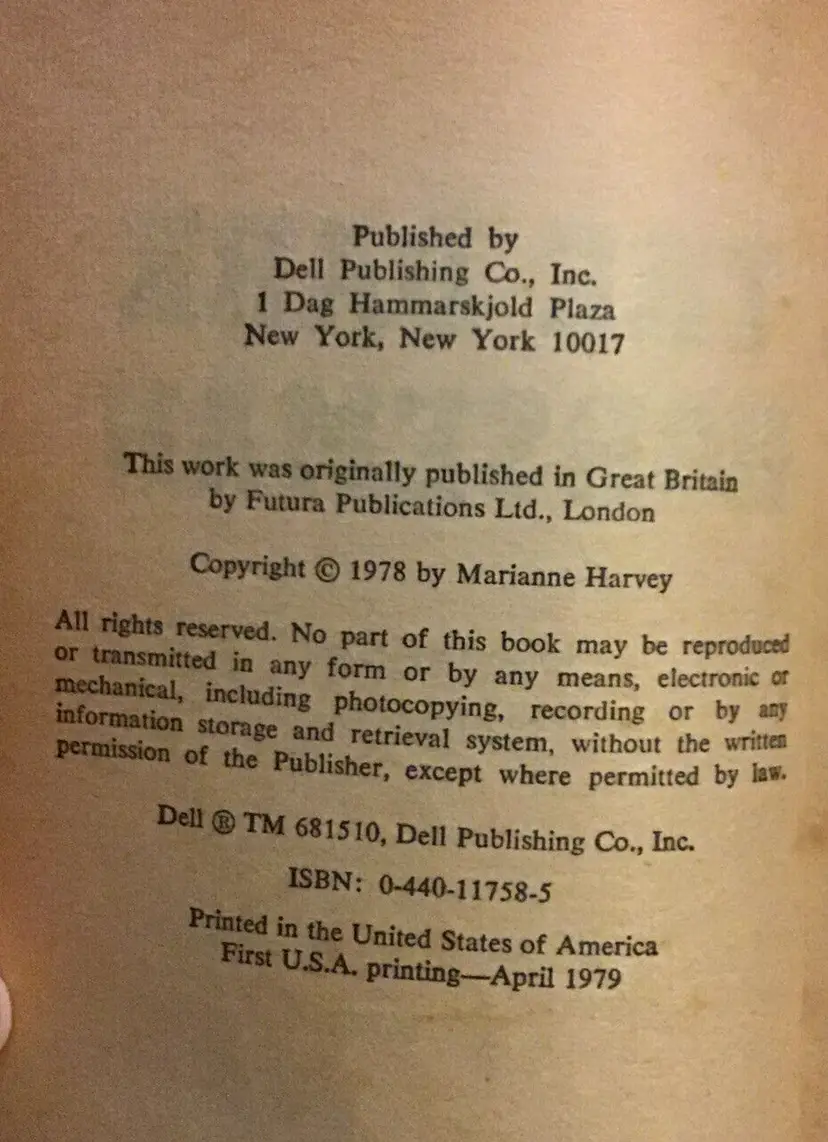 Published by
Dell Publishing Co., Inc.
1 Dag Hammarskjold Plaza
New York, New York 10017
This work was originally published in Great Britain
by Futura Publications Ltd., London
Copyright © 1978 by Marianne Harvey
All rights reserved. No part of this book may be reproduced
or transmitted in any form or by any means, electronic or
mechanical, including photocopying, recording or by any
information storage and retrieval system, without the written
permission of the Publisher, except where permitted by law.
Dell ® TM 681510, Dell Publishing Co., Inc.
ISBN: 0-440-11758-5
Printed in the United States of America
First U.S.A. printing—April 1979